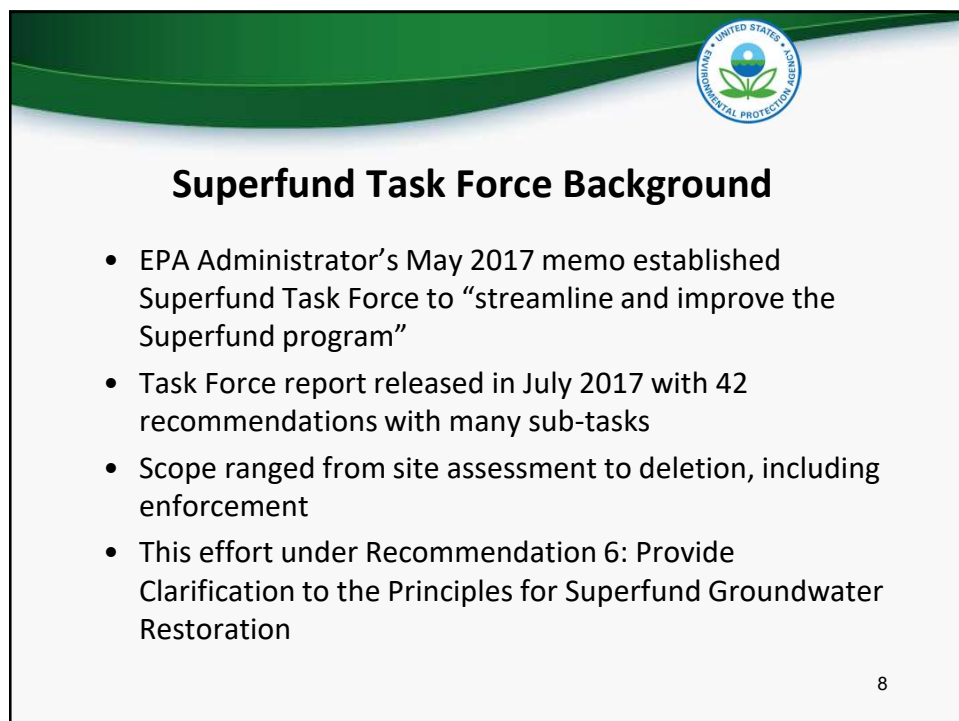 UNITED STATES
ENVIRONMENTAL PROTECTION AGENCY
Superfund Task Force Background
• EPA Administrator’s May 2017 memo established
Superfund Task Force to “streamline and improve the
Superfund program”
• Task Force report released in July 2017 with 42
recommendations with many sub-tasks
• Scope ranged from site assessment to deletion, including
enforcement
• This effort under Recommendation 6: Provide
Clarification to the Principles for Superfund Groundwater
Restoration
8